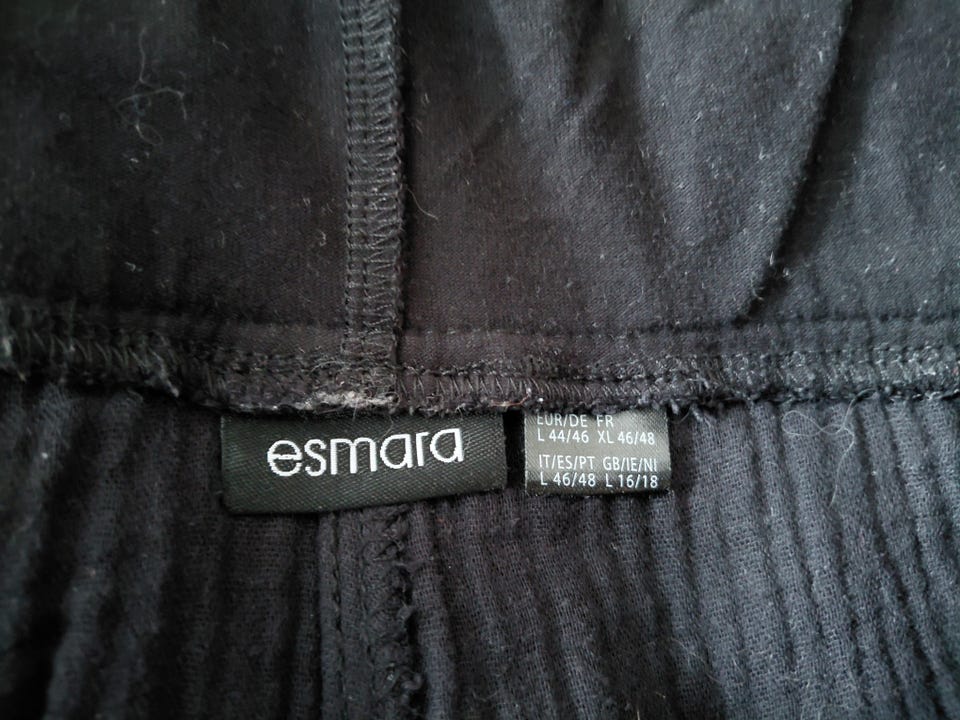 esmara
EUR/DE FR
L 44/46 XL 46/48
IT/ES/PT GB/IE/NI
L 46/48 L 16/18